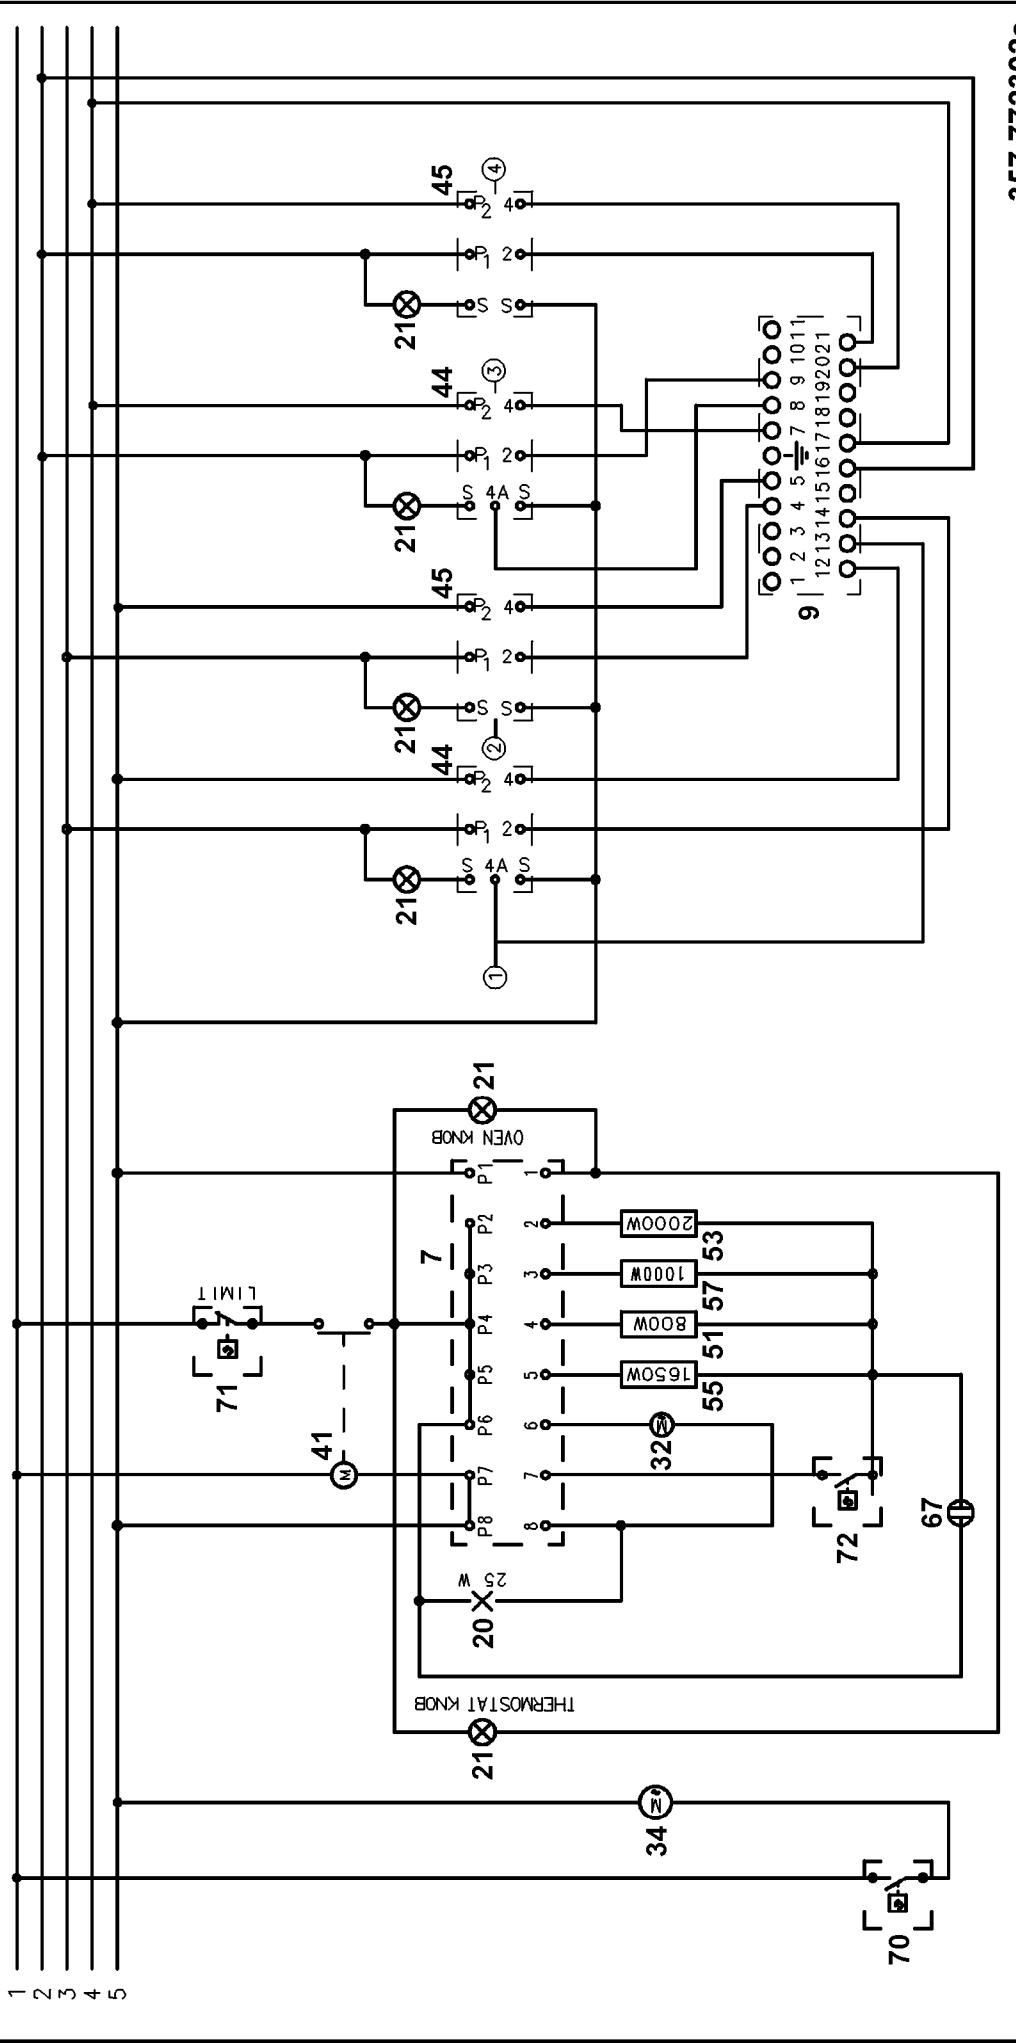 1
2
3
4
5
70
34
THERMOSTAT KNOB
21
20
25 W
41
71
LIMIT
7
P8 P7 P6 P5 P4 P3 P2 P1
8 7 6 5 4 3 2 1
OVEN KNOB
21
32
1650W
55
800W
51
1000W
57
2000W
53
72
67
1
S 4A S
21
P1 2
P2 4
44
2
S S
21
P1 2
P2 4
45
S 4A S
21
P1 2
P2 4
44
3
S S
21
P1 2
P2 4
45
4
9
1 2 3 4 5 7 8 9 10 11
12 13 14 15 16 17 18 19 20 21
M
M
M